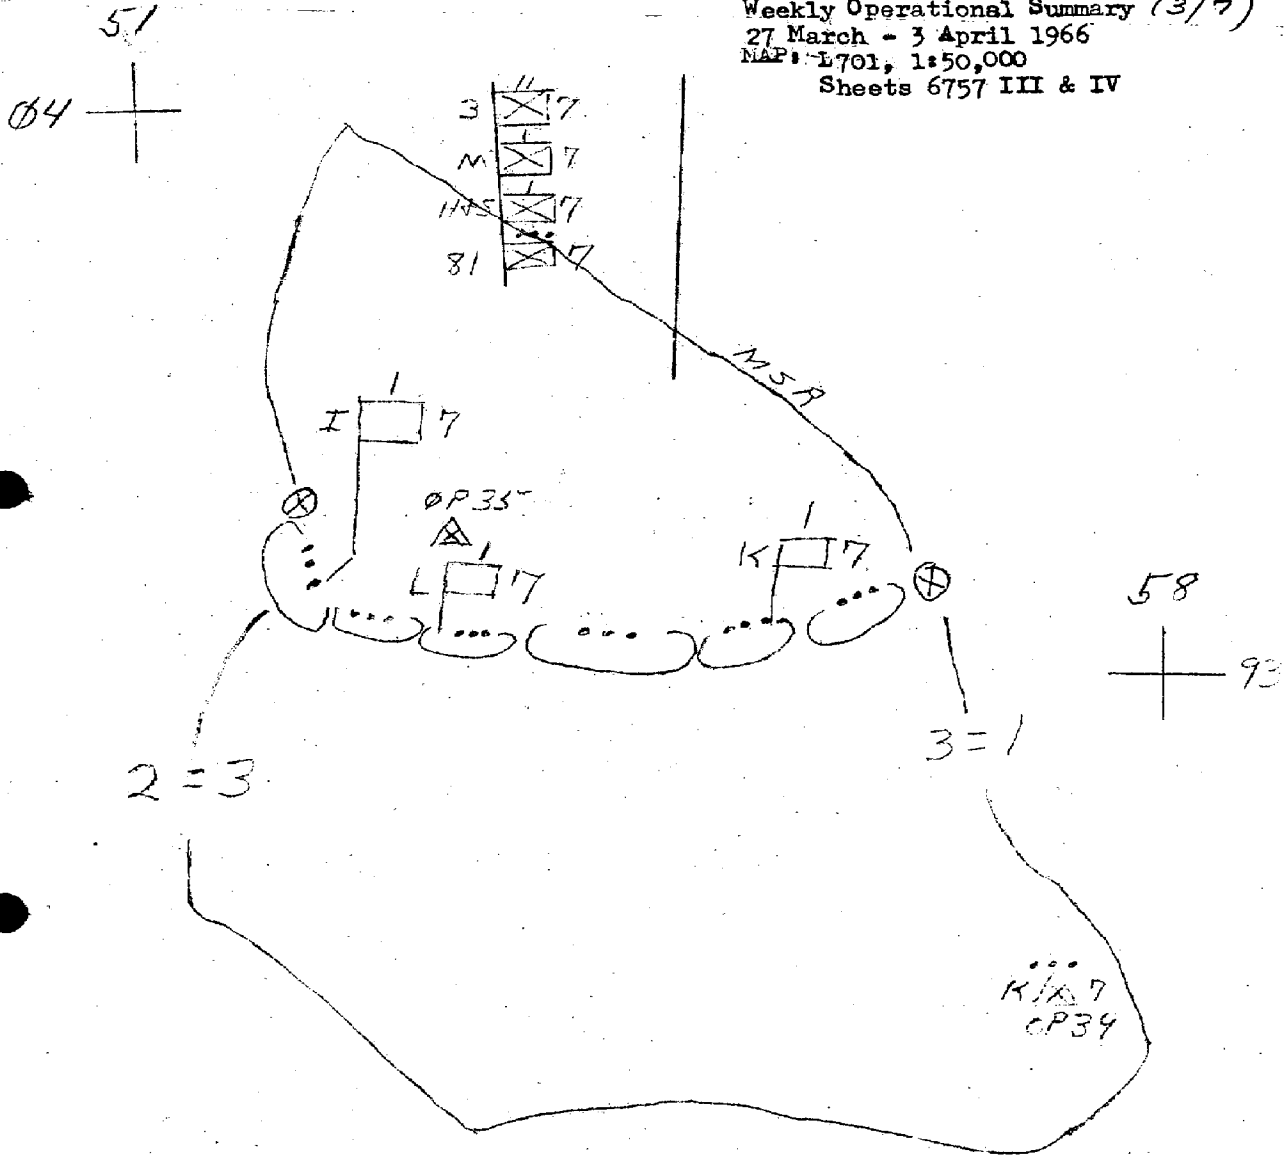 Weekly Operational Summary (3/7)
27 March - 3 April 1966
MAP: L701, 1:50,000
Sheets 6757 III & IV
51
Ø4
3 7
M 7
H&S 7
81 7
MSR
I 7
ØP35
L 7
K 7
58
93
2 = 3
3 = 1
K 7
OP34